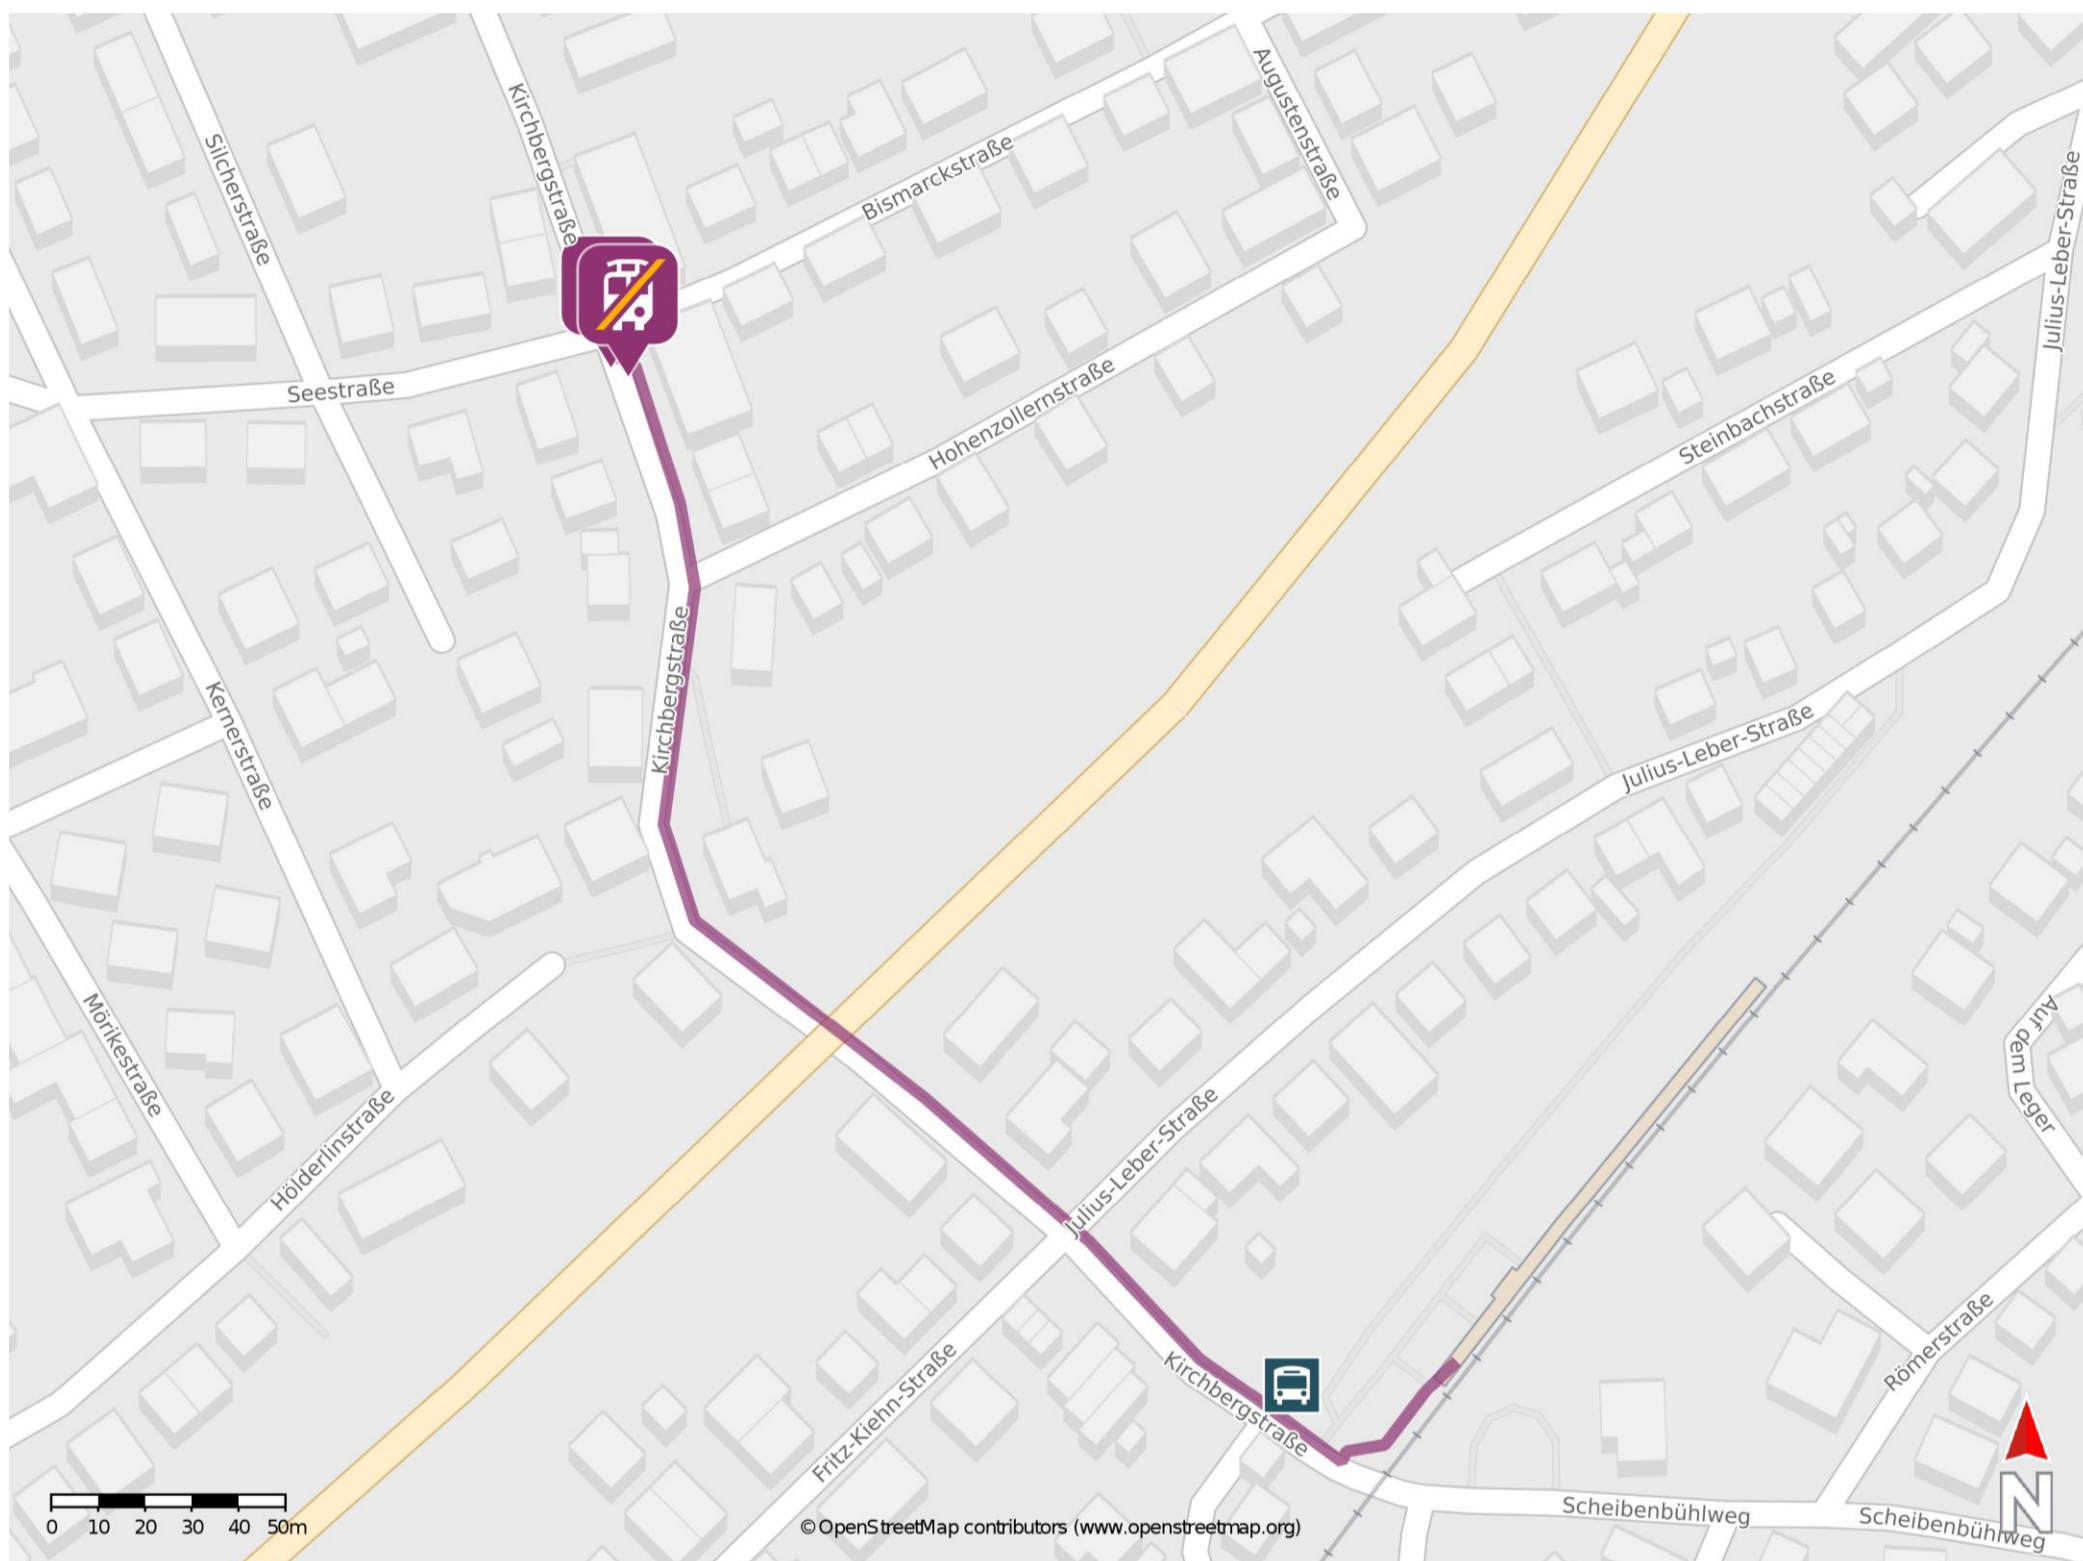 Augustenstraße
Kirchbergstraße
Silcherstraße
Bismarckstraße
Julius-Leber-Straße
Seestraße
Hohenzollernstraße
Steinbachstraße
Kirchbergstraße
Kernerstraße
Julius-Leber-Straße
Mörikestraße
Auf dem Leger
Hölderlinstraße
Julius-Leber-Straße
Römerstraße
Fritz-Kiehn-Straße
Kirchbergstraße
Scheibenbühlweg
Scheibenbühlweg
N
0 10 20 30 40 50m
© OpenStreetMap contributors (www.openstreetmap.org)